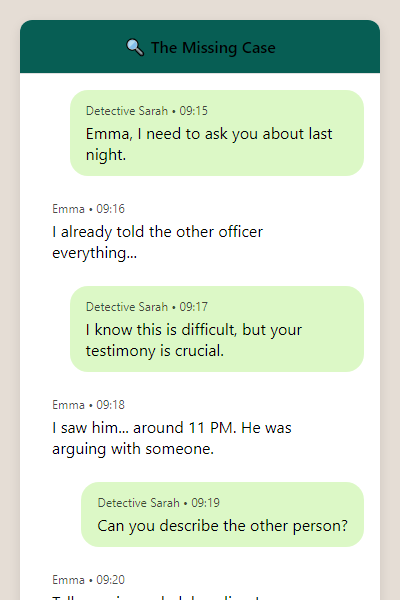 🔍 The Missing Case
Detective Sarah • 09:15
Emma, I need to ask you about last
night.
Emma • 09:16
I already told the other officer
everything...
Detective Sarah • 09:17
I know this is difficult, but your
testimony is crucial.
Emma • 09:18
I saw him... around 11 PM. He was
arguing with someone.
Detective Sarah • 09:19
Can you describe the other person?
Emma • 09:20